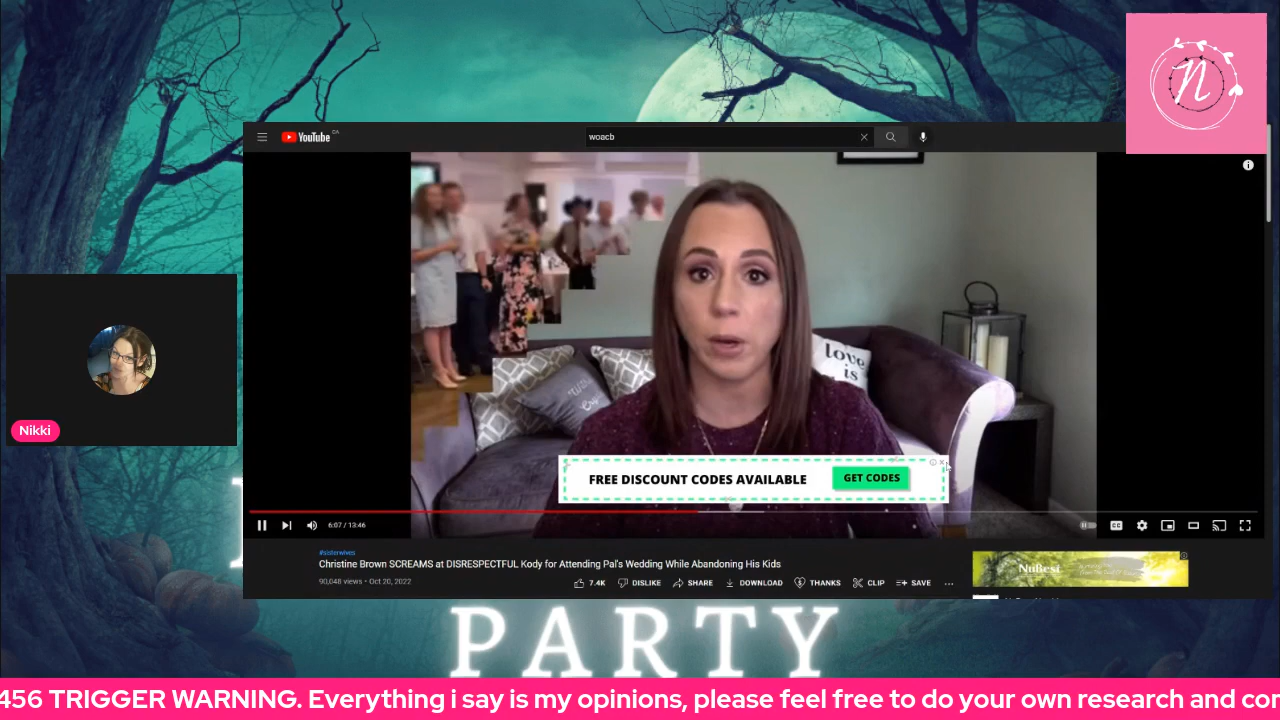 n
YouTube CA
woacb
love
is
FREE DISCOUNT CODES AVAILABLE
GET CODES
Nikki
6:07 / 13:46
CC
#sisterwives
Christine Brown SCREAMS at DISRESPECTFUL Kody for Attending Pal's Wedding While Abandoning His Kids
90,048 views • Oct 20, 2022
7.4K
DISLIKE
SHARE
DOWNLOAD
THANKS
CLIP
SAVE
NuBest
PARTY
456 TRIGGER WARNING. Everything i say is my opinions, please feel free to do your own research and cor